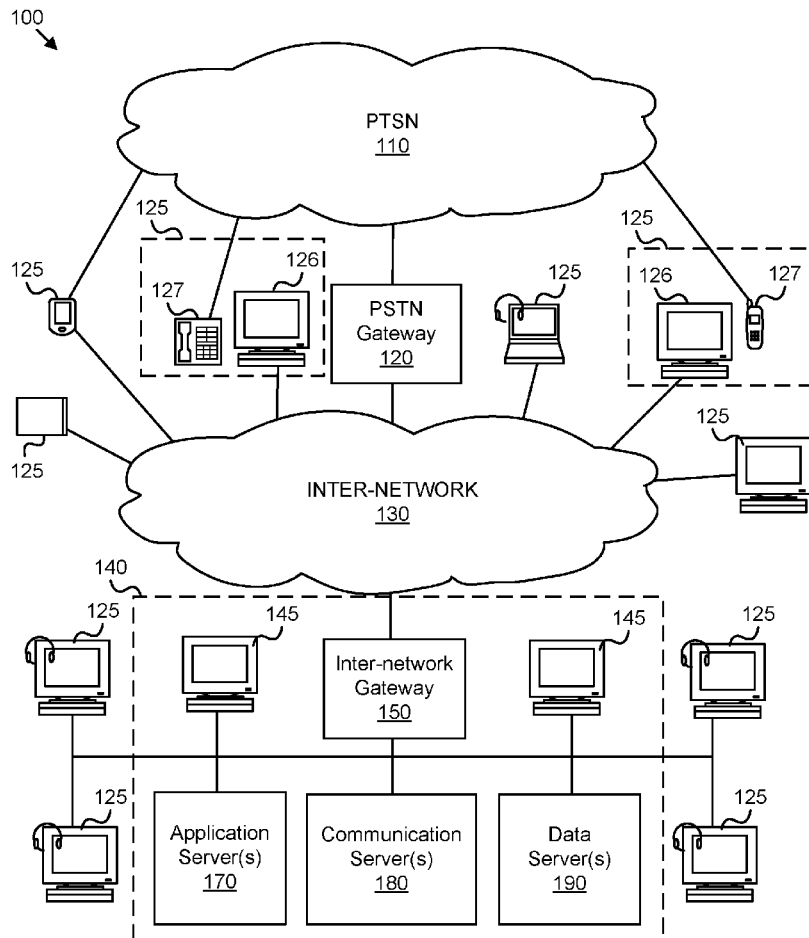 100
PTSN
110
125
125
126
127
PSTN
Gateway
120
125
125
126
127
125
125
INTER-NETWORK
130
140
125
145
Inter-network
Gateway
150
145
125
125
Application
Server(s)
170
Communication
Server(s)
180
Data
Server(s)
190
125